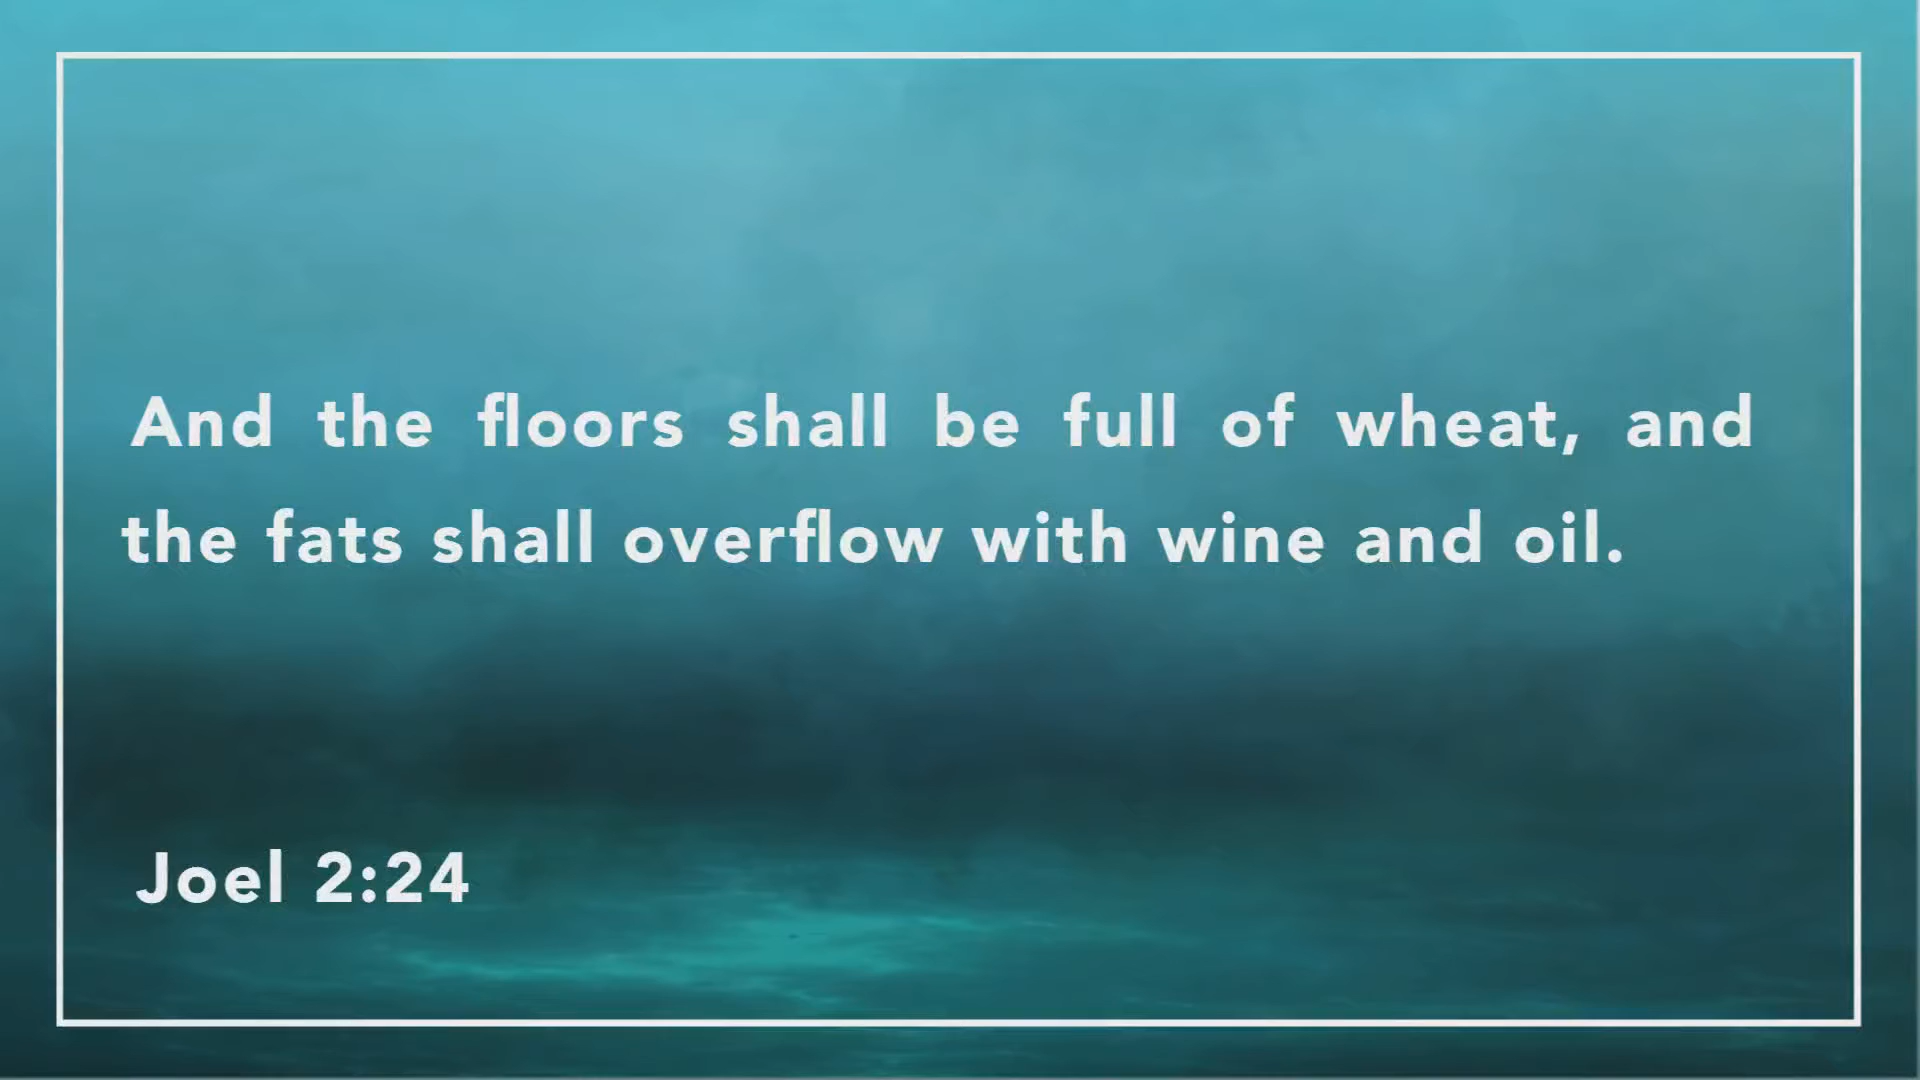 And the floors shall be full of wheat, and
the fats shall overflow with wine and oil.
Joel 2:24